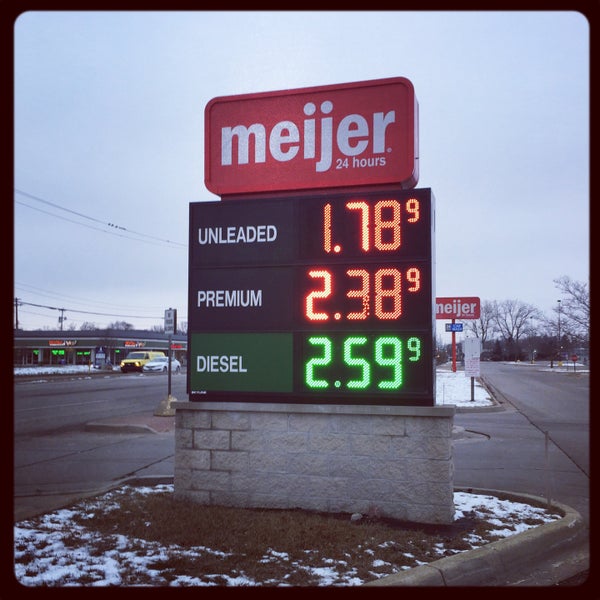 meijer
24 hours
UNLEADED 1.78 9
PREMIUM 2.38 9
DIESEL 2.59 9
meijer